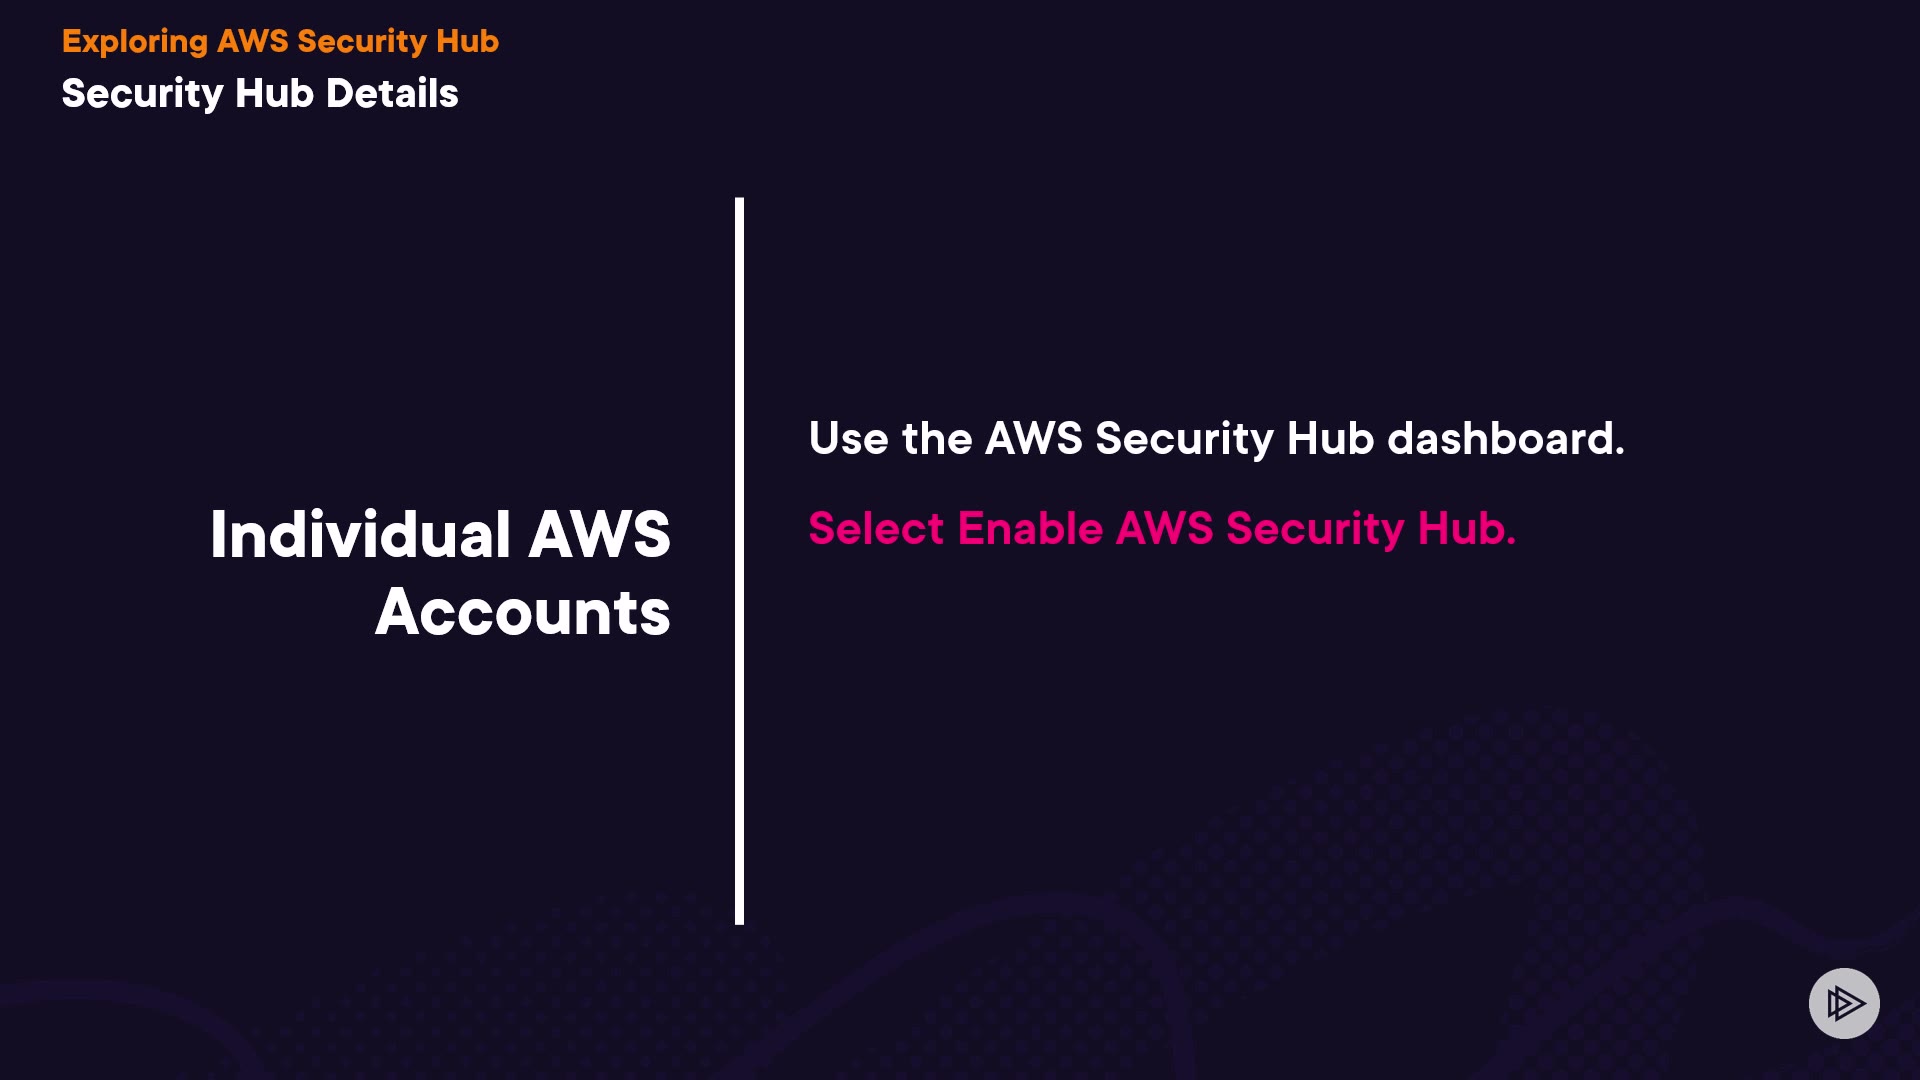 Exploring AWS Security Hub
Security Hub Details
Individual AWS
Accounts
Use the AWS Security Hub dashboard.
Select Enable AWS Security Hub.